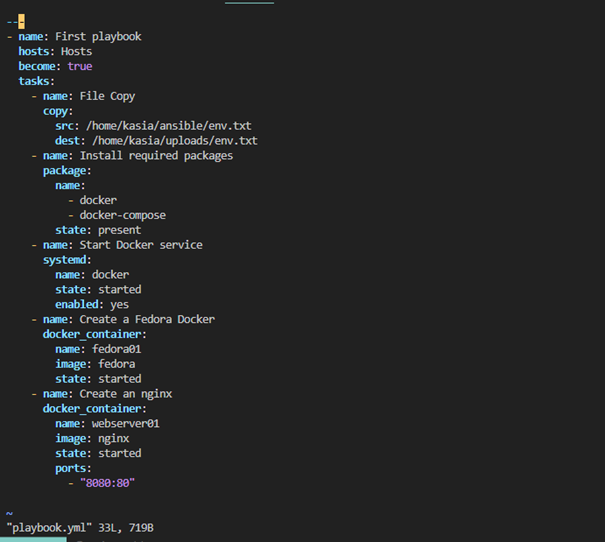 ---
- name: First playbook
  hosts: Hosts
  become: true
  tasks:
    - name: File Copy
      copy:
        src: /home/kasia/ansible/env.txt
        dest: /home/kasia/uploads/env.txt
    - name: Install required packages
      package:
        name:
          - docker
          - docker-compose
        state: present
    - name: Start Docker service
      systemd:
        name: docker
        state: started
        enabled: yes
    - name: Create a Fedora Docker
      docker_container:
        name: fedora01
        image: fedora
        state: started
    - name: Create an nginx
      docker_container:
        name: webserver01
        image: nginx
        state: started
        ports:
          - "8080:80"
~
"playbook.yml" 33L, 719B